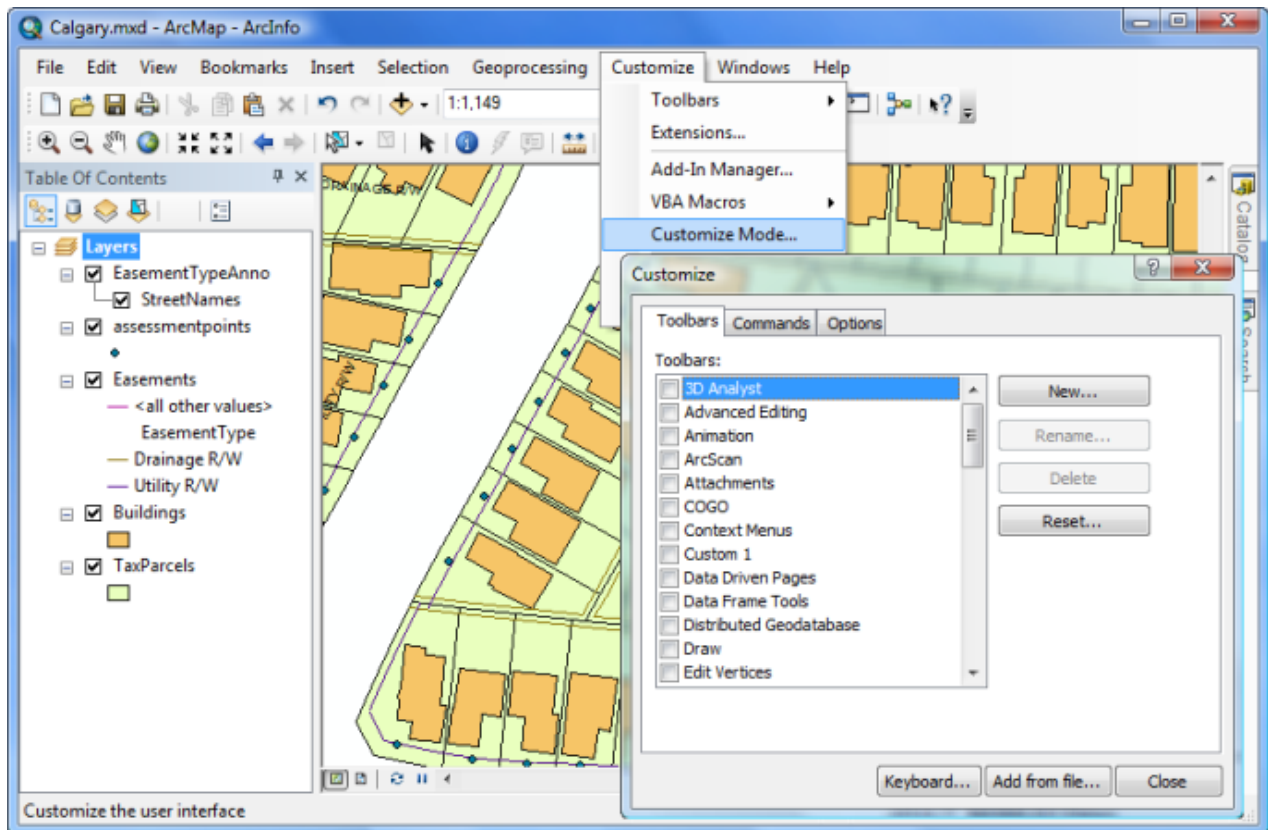 Calgary.mxd - ArcMap - ArcInfo
File Edit View Bookmarks Insert Selection Geoprocessing Customize Windows Help
1:1,149
Toolbars
Extensions...
Add-In Manager...
VBA Macros
Customize Mode...
Table Of Contents
Layers
EasementTypeAnno
StreetNames
assessmentpoints
Easements
<all other values>
EasementType
Drainage R/W
Utility R/W
Buildings
TaxParcels
DRAINAGE R/W
Catalog
Search
Customize
Toolbars Commands Options
Toolbars:
3D Analyst
Advanced Editing
Animation
ArcScan
Attachments
COGO
Context Menus
Custom 1
Data Driven Pages
Data Frame Tools
Distributed Geodatabase
Draw
Edit Vertices
New...
Rename...
Delete
Reset...
Keyboard... Add from file... Close
Customize the user interface